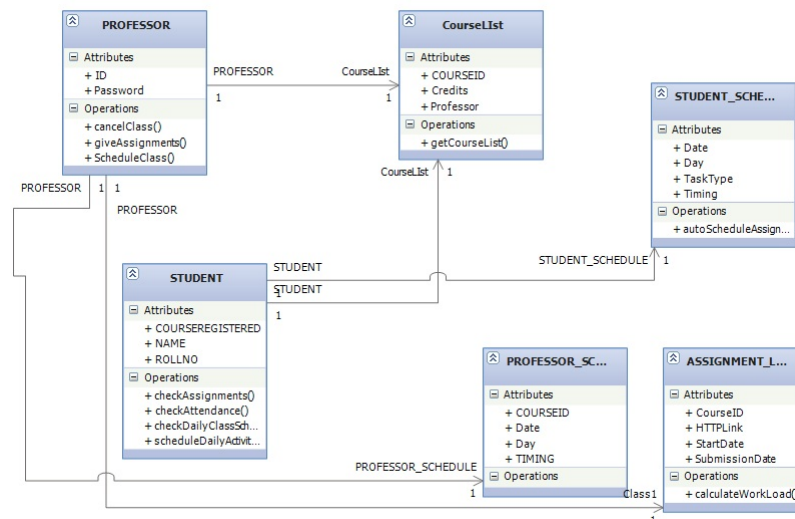 PROFESSOR
Attributes
+ ID
+ Password
Operations
+ cancelClass()
+ giveAssignments()
+ ScheduleClass()
PROFESSOR
CourseLIst
1
1
CourseLIst
Attributes
+ COURSEID
+ Credits
+ Professor
Operations
+ getCourseList()
CourseLIst
1
STUDENT_SCHE...
Attributes
+ Date
+ Day
+ TaskType
+ Timing
Operations
+ autoScheduleAssign...
PROFESSOR
1
1
PROFESSOR
STUDENT
Attributes
+ COURSEREGISTERED
+ NAME
+ ROLLNO
Operations
+ checkAssignments()
+ checkAttendance()
+ checkDailyClassSch...
+ scheduleDailyActivit...
STUDENT
1
STUDENT
1
STUDENT_SCHEDULE
1
PROFESSOR_SC...
Attributes
+ COURSEID
+ Date
+ Day
+ TIMING
Operations
PROFESSOR_SCHEDULE
1
ASSIGNMENT_L...
Attributes
+ CourseID
+ HTTPLink
+ StartDate
+ SubmissionDate
Operations
+ calculateWorkLoad()
Class1
1